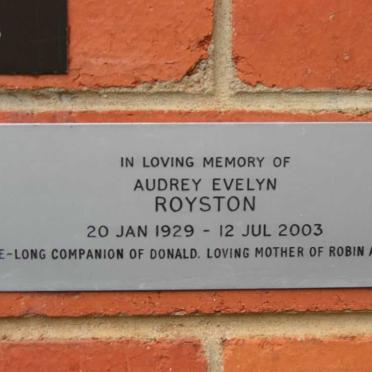 IN LOVING MEMORY OF
AUDREY EVELYN
ROYSTON
20 JAN 1929 - 12 JUL 2003
E-LONG COMPANION OF DONALD. LOVING MOTHER OF ROBIN